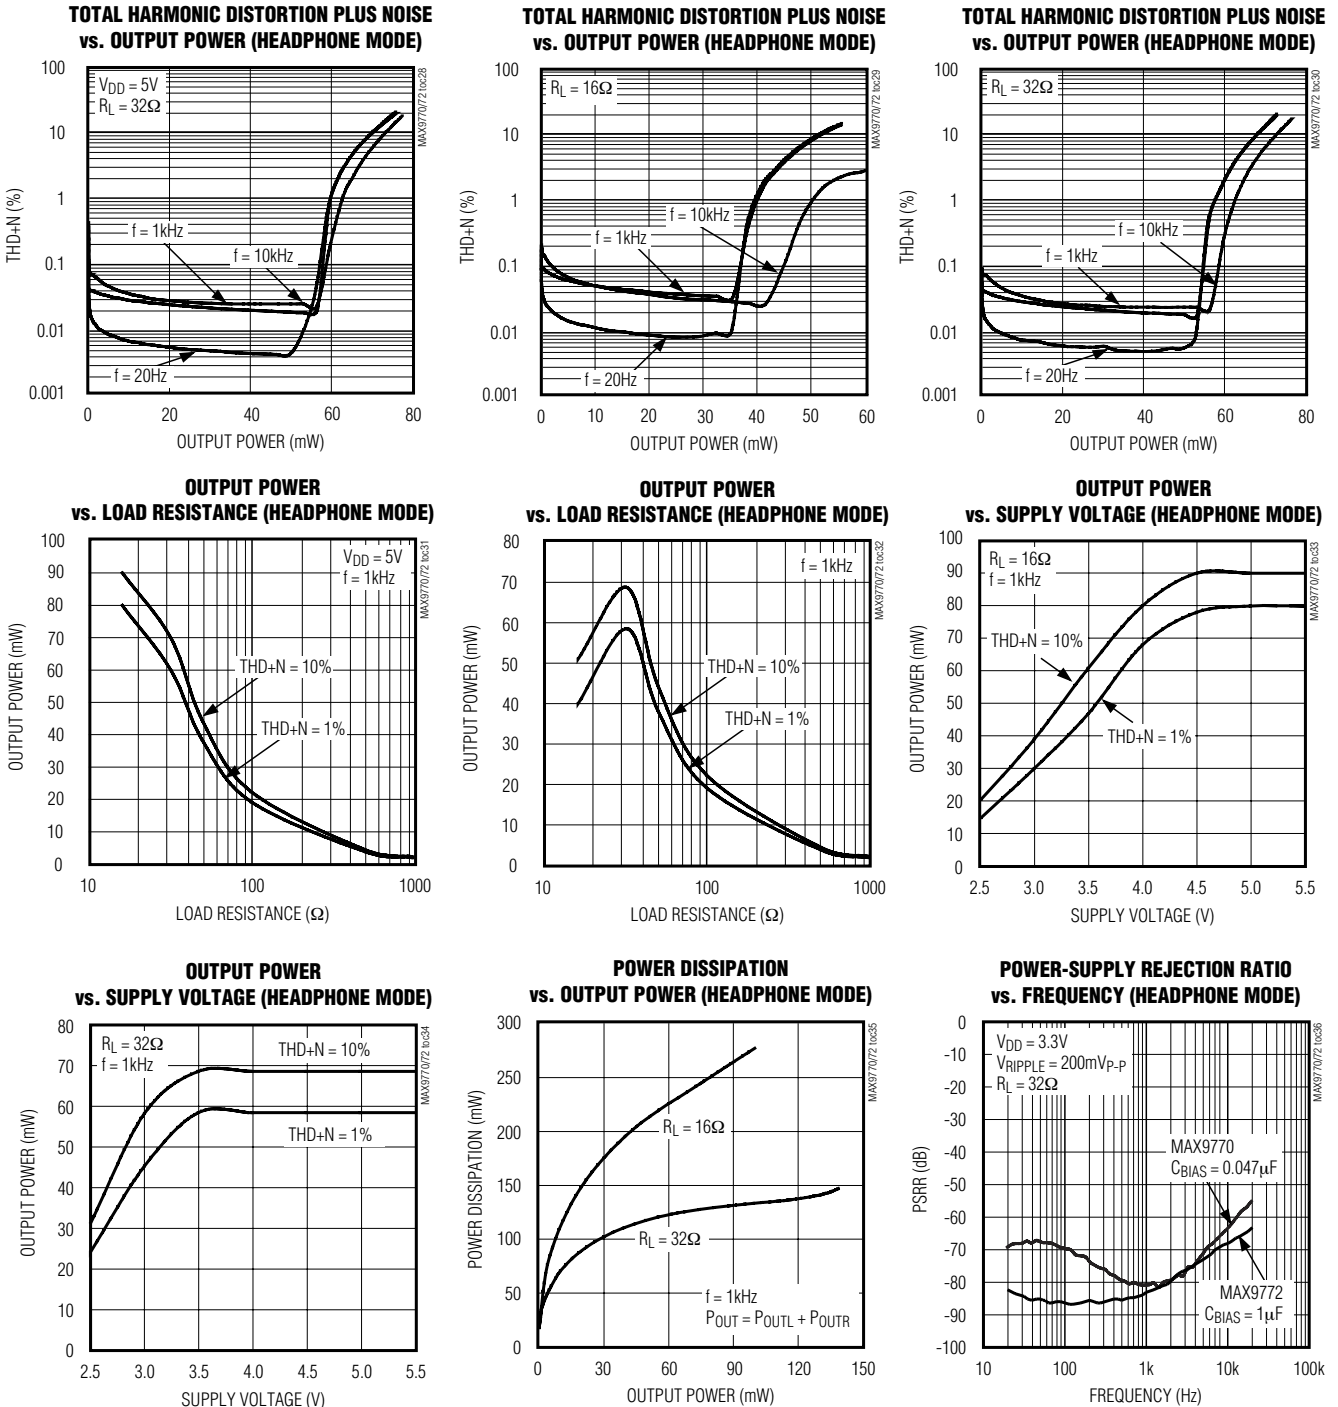 TOTAL HARMONIC DISTORTION PLUS NOISE
vs. OUTPUT POWER (HEADPHONE MODE)
100
10
1
0.1
0.01
0.001
THD+N (%)
VDD = 5V
RL = 32Ω
f = 1kHz
f = 10kHz
f = 20Hz
MAX9770/72 toc28
0 20 40 60 80
OUTPUT POWER (mW)
TOTAL HARMONIC DISTORTION PLUS NOISE
vs. OUTPUT POWER (HEADPHONE MODE)
100
10
1
0.1
0.01
0.001
THD+N (%)
RL = 16Ω
f = 10kHz
f = 1kHz
f = 20Hz
MAX9770/72 toc29
0 10 20 30 40 50 60
OUTPUT POWER (mW)
TOTAL HARMONIC DISTORTION PLUS NOISE
vs. OUTPUT POWER (HEADPHONE MODE)
100
10
1
0.1
0.01
0.001
THD+N (%)
RL = 32Ω
f = 10kHz
f = 1kHz
f = 20Hz
MAX9770/72 toc30
0 20 40 60 80
OUTPUT POWER (mW)
OUTPUT POWER
vs. LOAD RESISTANCE (HEADPHONE MODE)
100
90
80
70
60
50
40
30
20
10
0
OUTPUT POWER (mW)
VDD = 5V
f = 1kHz
THD+N = 10%
THD+N = 1%
MAX9770/72 toc31
10 100 1000
LOAD RESISTANCE (Ω)
OUTPUT POWER
vs. LOAD RESISTANCE (HEADPHONE MODE)
80
70
60
50
40
30
20
10
0
OUTPUT POWER (mW)
f = 1kHz
THD+N = 10%
THD+N = 1%
MAX9770/72 toc32
10 100 1000
LOAD RESISTANCE (Ω)
OUTPUT POWER
vs. SUPPLY VOLTAGE (HEADPHONE MODE)
100
90
80
70
60
50
40
30
20
10
0
OUTPUT POWER (mW)
RL = 16Ω
f = 1kHz
THD+N = 10%
THD+N = 1%
MAX9770/72 toc33
2.5 3.0 3.5 4.0 4.5 5.0 5.5
SUPPLY VOLTAGE (V)
OUTPUT POWER
vs. SUPPLY VOLTAGE (HEADPHONE MODE)
80
70
60
50
40
30
20
10
0
OUTPUT POWER (mW)
RL = 32Ω
f = 1kHz
THD+N = 10%
THD+N = 1%
MAX9770/72 toc34
2.5 3.0 3.5 4.0 4.5 5.0 5.5
SUPPLY VOLTAGE (V)
POWER DISSIPATION
vs. OUTPUT POWER (HEADPHONE MODE)
300
250
200
150
100
50
0
POWER DISSIPATION (mW)
RL = 16Ω
RL = 32Ω
f = 1kHz
POUT = POUTL + POUTR
MAX9770/72 toc35
0 30 60 90 120 150
OUTPUT POWER (mW)
POWER-SUPPLY REJECTION RATIO
vs. FREQUENCY (HEADPHONE MODE)
0
-10
-20
-30
-40
-50
-60
-70
-80
-90
-100
PSRR (dB)
VDD = 3.3V
VRIPPLE = 200mVP-P
RL = 32Ω
MAX9770
CBIAS = 0.047µF
MAX9772
CBIAS = 1µF
MAX9770/72 toc36
10 100 1k 10k 100k
FREQUENCY (Hz)